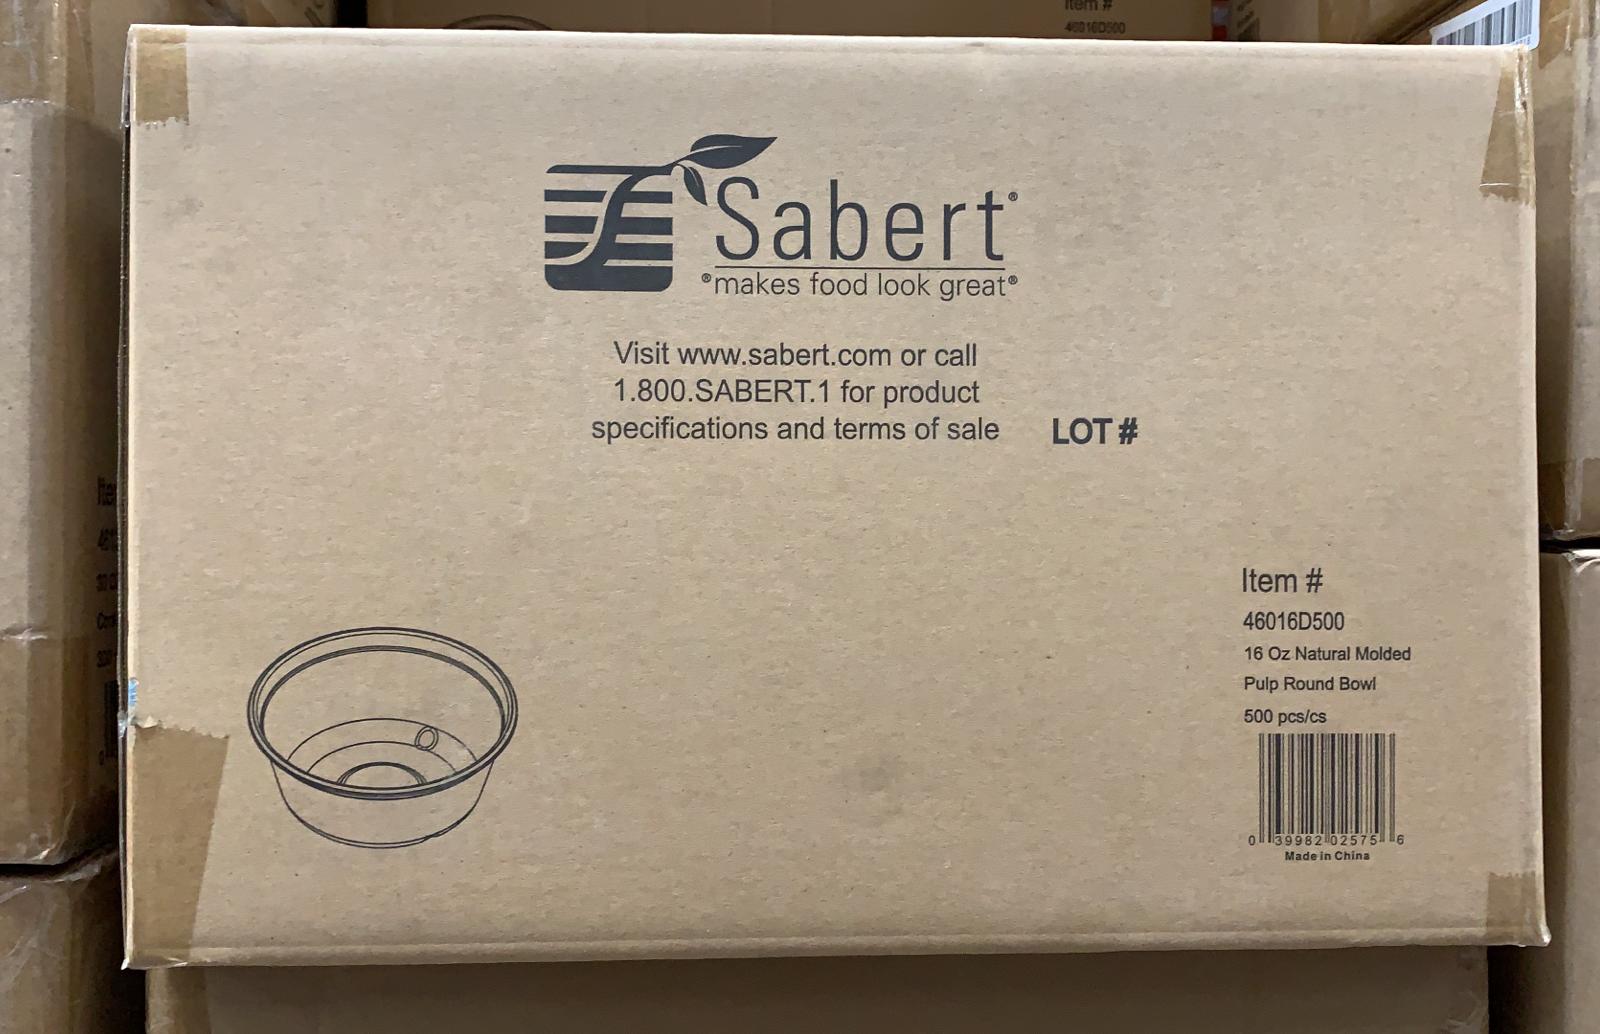 Item #
46016D500
Sabert®
®makes food look great®
Visit www.sabert.com or call
1.800.SABERT.1 for product
specifications and terms of sale
LOT #
Item #
46016D500
16 Oz Natural Molded
Pulp Round Bowl
500 pcs/cs
0 39982 02575 6
Made in China